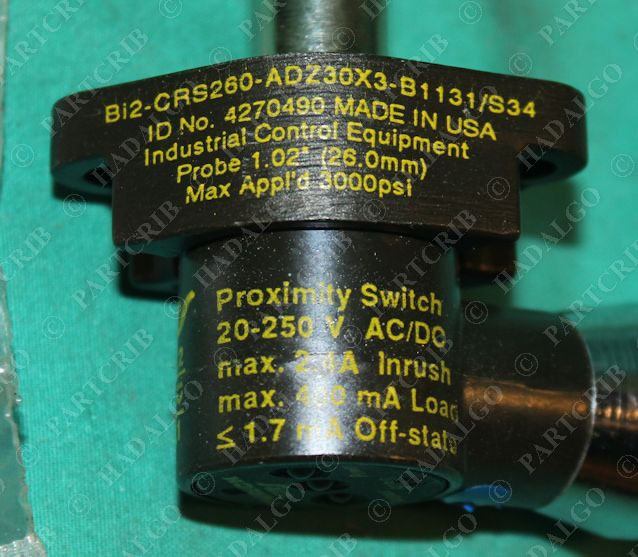 Bi2-CRS260-ADZ30X3-B1131/S34
ID No. 4270490 MADE IN USA
Industrial Control Equipment
Probe 1.02" (26.0mm)
Max Appl'd 3000psi
Proximity Switch
20-250 V AC/DC
max. Inrush
max. mA Load
≤ 1.7 mA Off-state
© PARTCRIB
© HADALGO